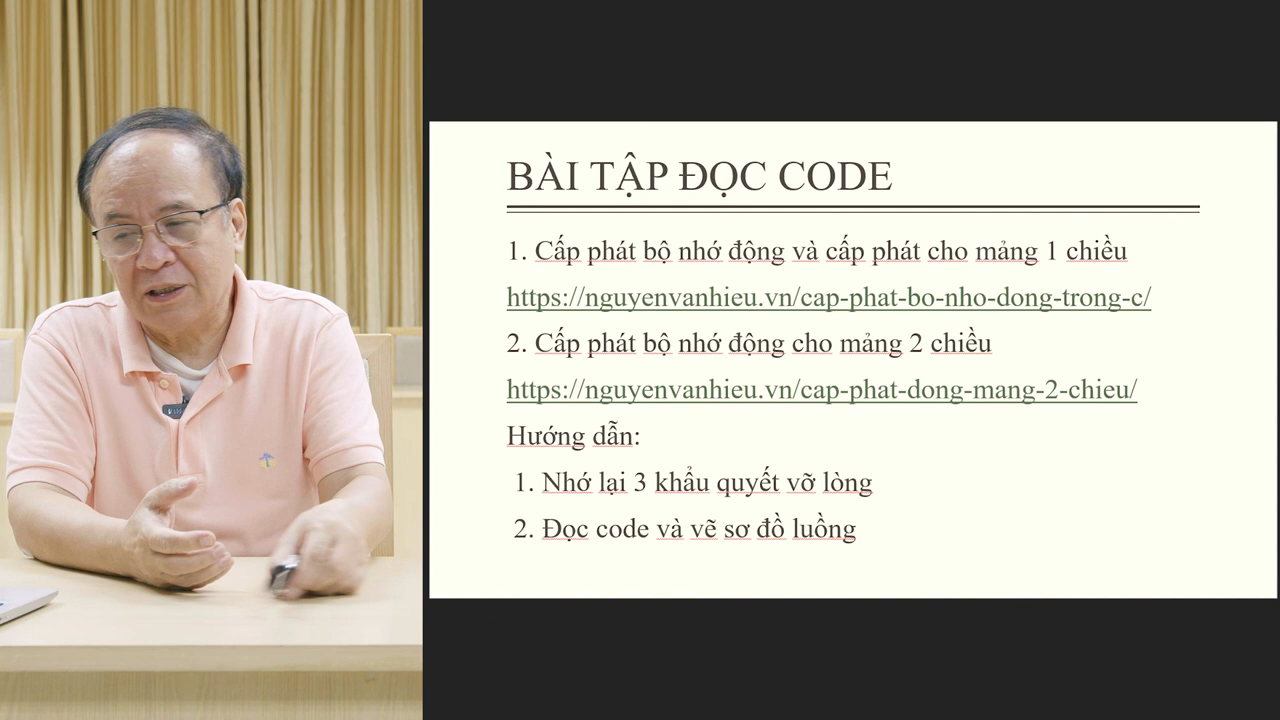 BÀI TẬP ĐỌC CODE
1. Cấp phát bộ nhớ động và cấp phát cho mảng 1 chiều
https://nguyenvanhieu.vn/cap-phat-bo-nho-dong-trong-c/
2. Cấp phát bộ nhớ động cho mảng 2 chiều
https://nguyenvanhieu.vn/cap-phat-dong-mang-2-chieu/
Hướng dẫn:
1. Nhớ lại 3 khẩu quyết vỡ lòng
2. Đọc code và vẽ sơ đồ luồng